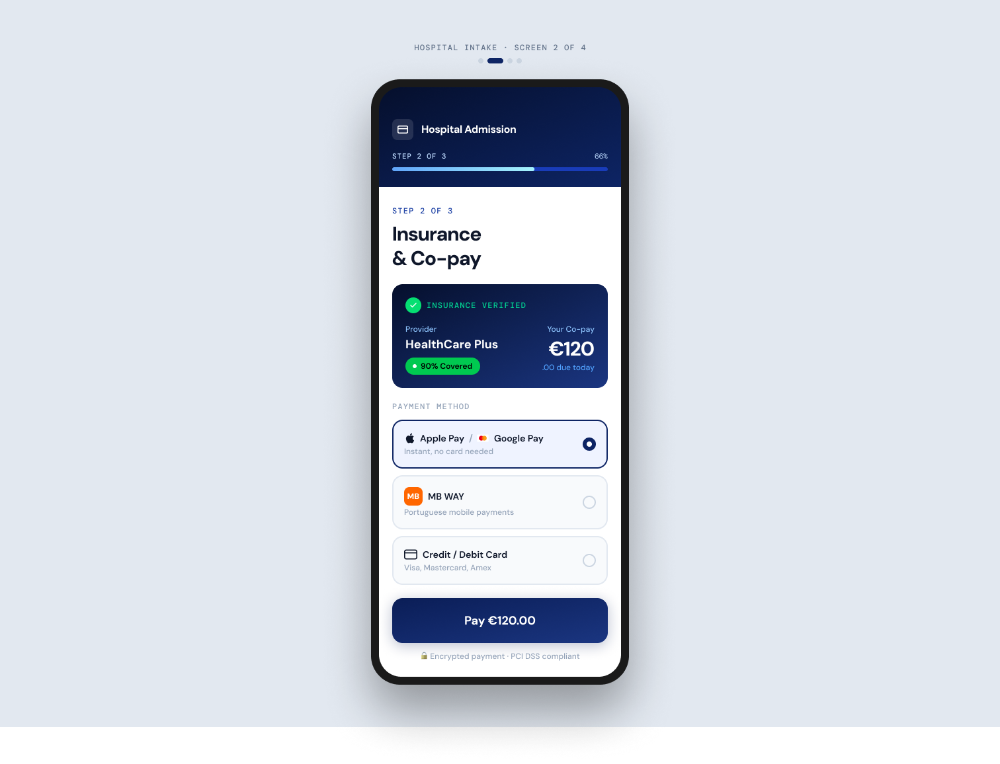 HOSPITAL INTAKE · SCREEN 2 OF 4
Hospital Admission
STEP 2 OF 3
66%
STEP 2 OF 3
Insurance
& Co-pay
INSURANCE VERIFIED
Provider
HealthCare Plus
90% Covered
Your Co-pay
€120
.00 due today
PAYMENT METHOD
Apple Pay / Google Pay
Instant, no card needed
MB MB WAY
Portuguese mobile payments
Credit / Debit Card
Visa, Mastercard, Amex
Pay €120.00
Encrypted payment · PCI DSS compliant